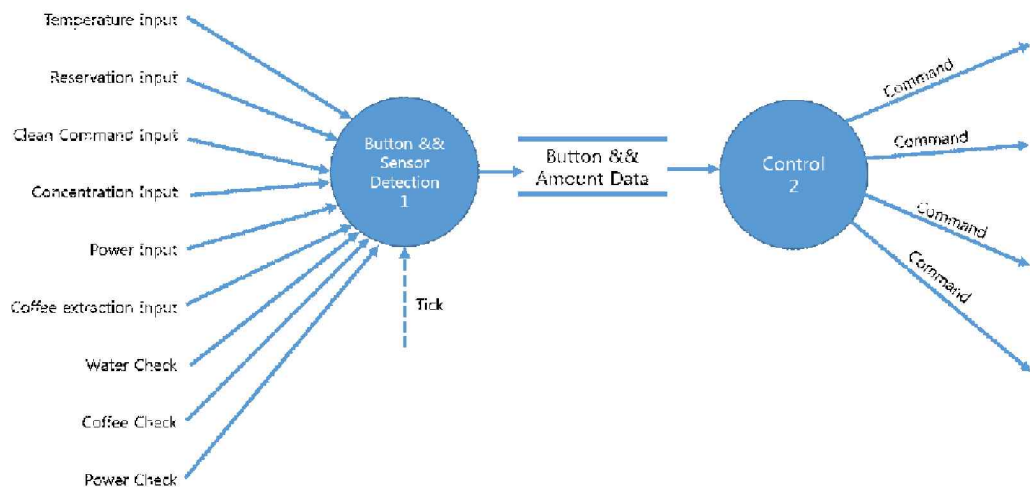 Temperature Input
Reservation Input
Clean Command Input
Concentration Input
Power Input
Coffee extraction Input
Water Check
Coffee Check
Power Check
Button &&
Sensor
Detection
1
Tick
Button &&
Amount Data
Control
2
Command
Command
Command
Command